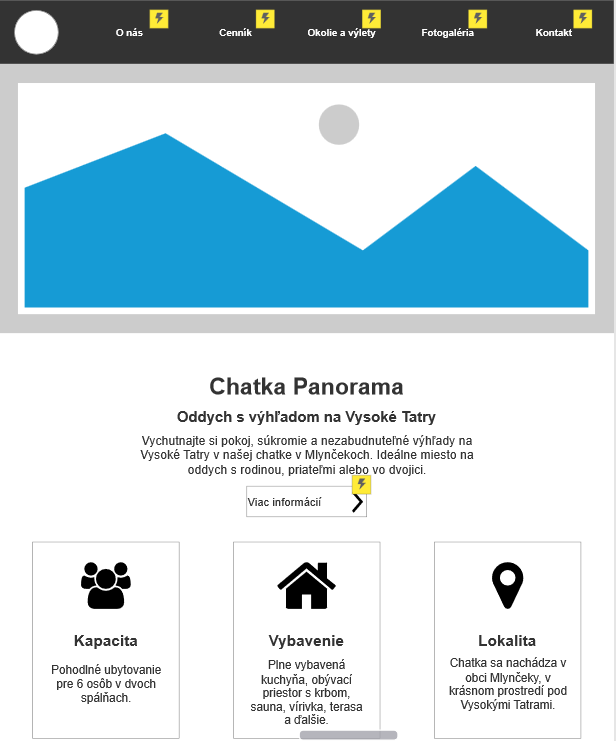 O nás Cenník Okolie a výlety Fotogaléria Kontakt
Chatka Panorama
Oddych s výhľadom na Vysoké Tatry
Vychutnajte si pokoj, súkromie a nezabudnuteľné výhľady na
Vysoké Tatry v našej chatke v Mlynčekoch. Ideálne miesto na
oddych s rodinou, priateľmi alebo vo dvojici.
Viac informácií
Kapacita
Pohodlné ubytovanie
pre 6 osôb v dvoch
spálňach.
Vybavenie
Plne vybavená
kuchyňa, obývací
priestor s krbom,
sauna, vírivka, terasa
a ďalšie.
Lokalita
Chatka sa nachádza v
obci Mlynčeky, v
krásnom prostredí pod
Vysokými Tatrami.